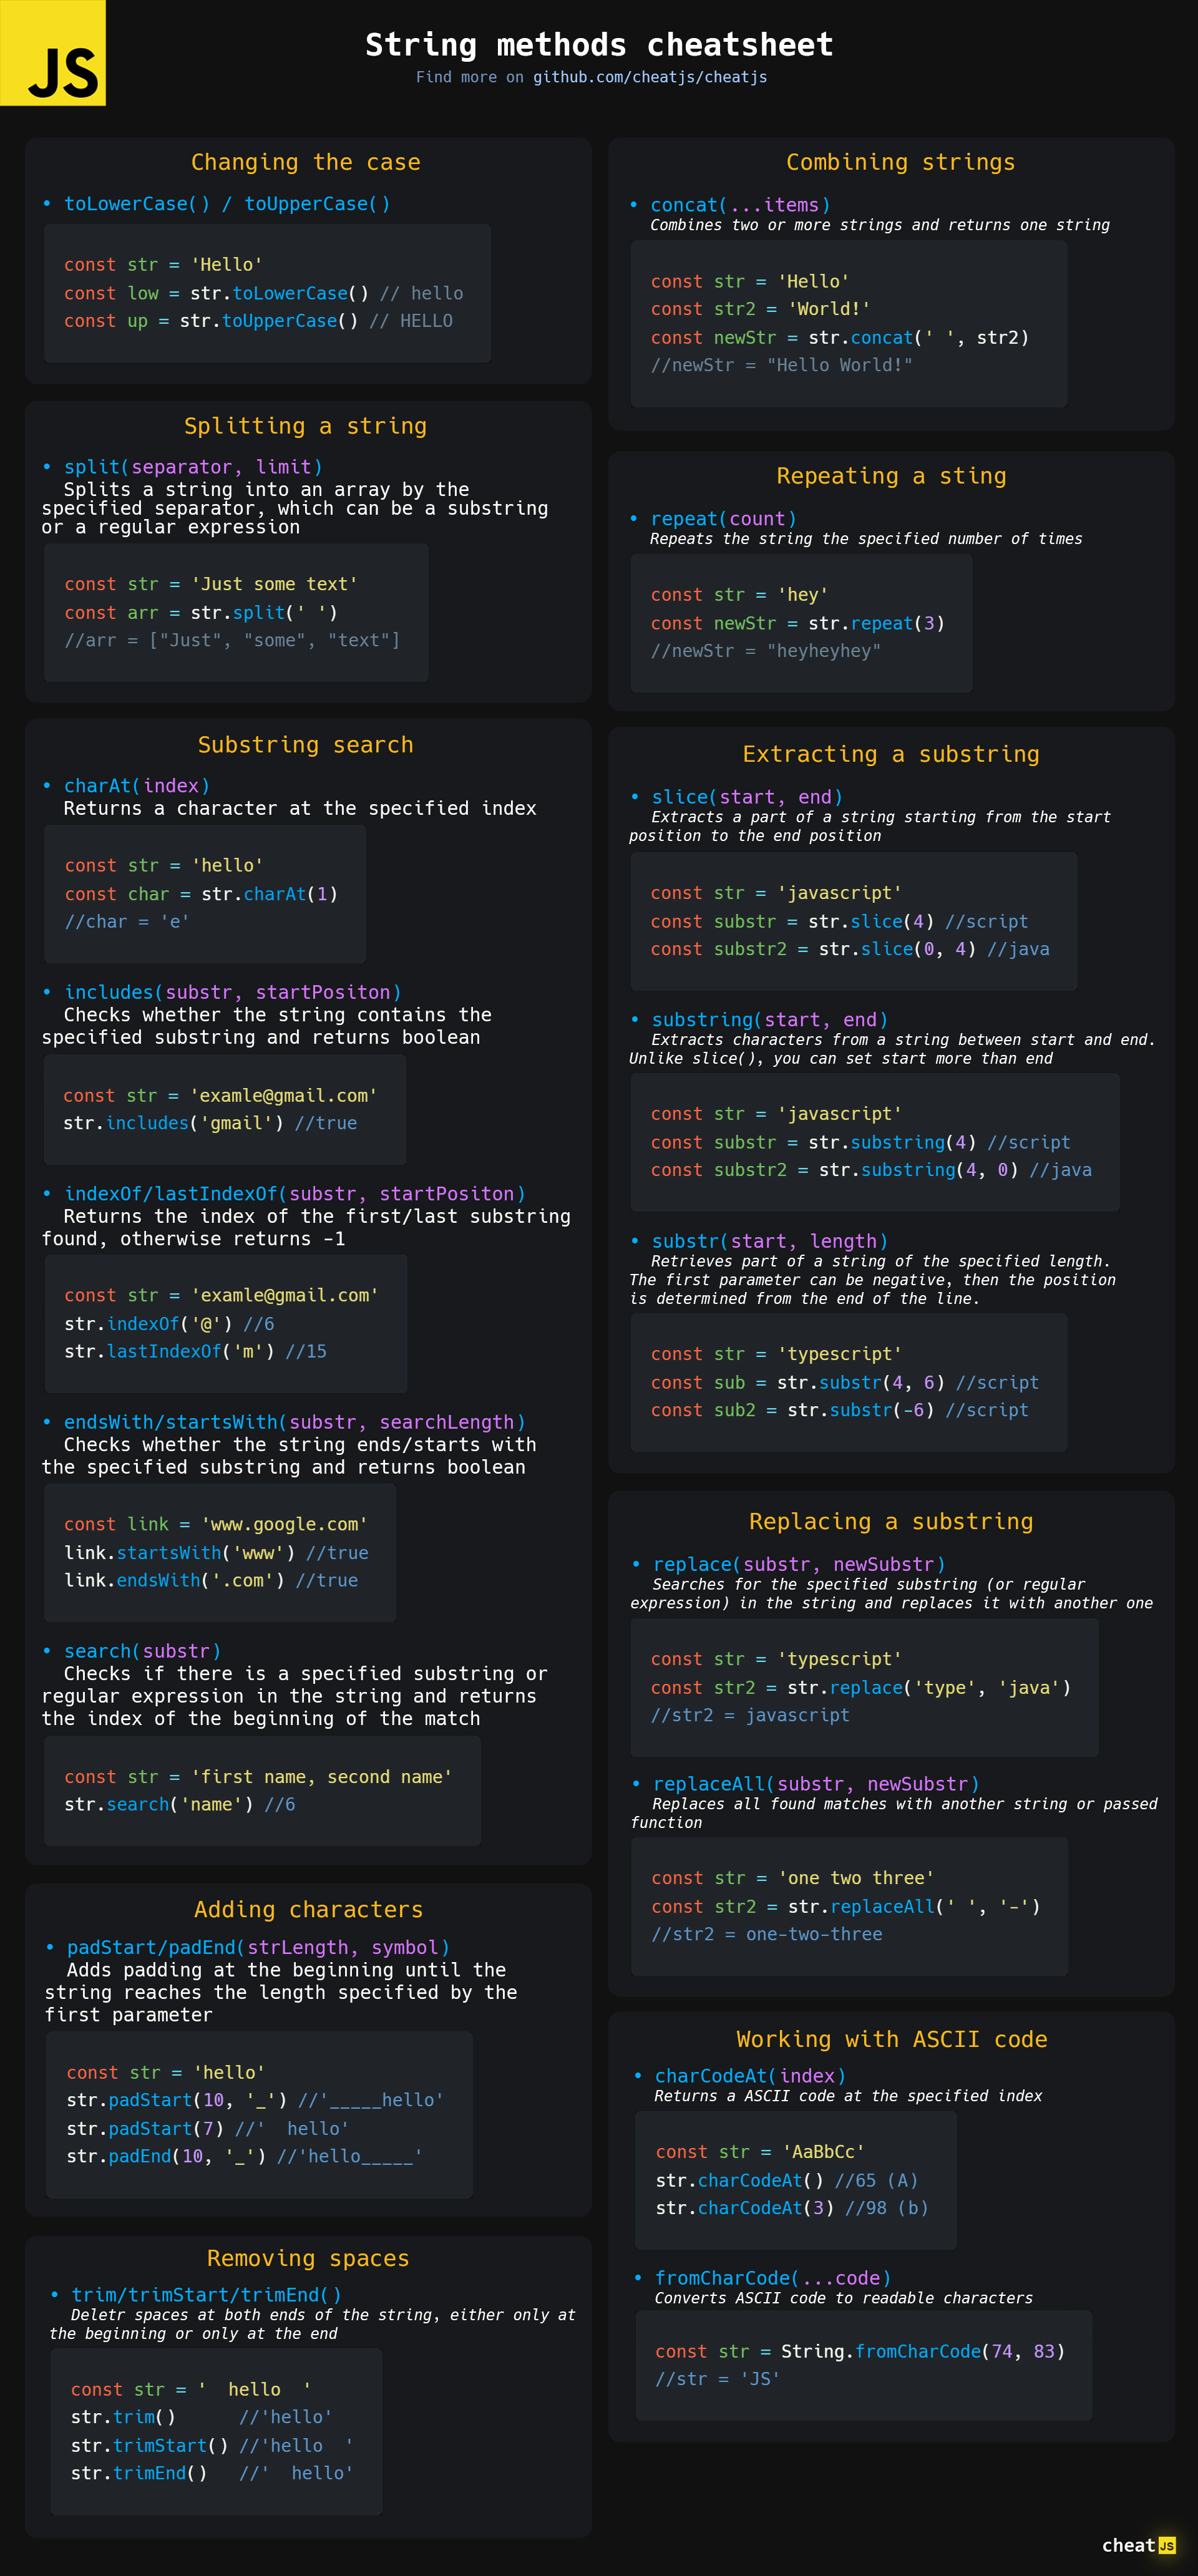 JS
String methods cheatsheet
Find more on github.com/cheatjs/cheatjs
Changing the case
• toLowerCase() / toUpperCase()
const str = 'Hello'
const low = str.toLowerCase() // hello
const up = str.toUpperCase() // HELLO
Splitting a string
• split(separator, limit)
Splits a string into an array by the
specified separator, which can be a substring
or a regular expression
const str = 'Just some text'
const arr = str.split(' ')
//arr = ["Just", "some", "text"]
Substring search
• charAt(index)
Returns a character at the specified index
const str = 'hello'
const char = str.charAt(1)
//char = 'e'
• includes(substr, startPositon)
Checks whether the string contains the
specified substring and returns boolean
const str = 'examle@gmail.com'
str.includes('gmail') //true
• indexOf/lastIndexOf(substr, startPositon)
Returns the index of the first/last substring
found, otherwise returns -1
const str = 'examle@gmail.com'
str.indexOf('@') //6
str.lastIndexOf('m') //15
• endsWith/startsWith(substr, searchLength)
Checks whether the string ends/starts with
the specified substring and returns boolean
const link = 'www.google.com'
link.startsWith('www') //true
link.endsWith('.com') //true
• search(substr)
Checks if there is a specified substring or
regular expression in the string and returns
the index of the beginning of the match
const str = 'first name, second name'
str.search('name') //6
Adding characters
• padStart/padEnd(strLength, symbol)
Adds padding at the beginning until the
string reaches the length specified by the
first parameter
const str = 'hello'
str.padStart(10, '_') //'_____hello'
str.padStart(7) //'  hello'
str.padEnd(10, '_') //'hello_____'
Removing spaces
• trim/trimStart/trimEnd()
Deletr spaces at both ends of the string, either only at
the beginning or only at the end
const str = '  hello  '
str.trim()      //'hello'
str.trimStart() //'hello  '
str.trimEnd()   //'  hello'
Combining strings
• concat(...items)
Combines two or more strings and returns one string
const str = 'Hello'
const str2 = 'World!'
const newStr = str.concat(' ', str2)
//newStr = "Hello World!"
Repeating a sting
• repeat(count)
Repeats the string the specified number of times
const str = 'hey'
const newStr = str.repeat(3)
//newStr = "heyheyhey"
Extracting a substring
• slice(start, end)
Extracts a part of a string starting from the start
position to the end position
const str = 'javascript'
const substr = str.slice(4) //script
const substr2 = str.slice(0, 4) //java
• substring(start, end)
Extracts characters from a string between start and end.
Unlike slice(), you can set start more than end
const str = 'javascript'
const substr = str.substring(4) //script
const substr2 = str.substring(4, 0) //java
• substr(start, length)
Retrieves part of a string of the specified length.
The first parameter can be negative, then the position
is determined from the end of the line.
const str = 'typescript'
const sub = str.substr(4, 6) //script
const sub2 = str.substr(-6) //script
Replacing a substring
• replace(substr, newSubstr)
Searches for the specified substring (or regular
expression) in the string and replaces it with another one
const str = 'typescript'
const str2 = str.replace('type', 'java')
//str2 = javascript
• replaceAll(substr, newSubstr)
Replaces all found matches with another string or passed
function
const str = 'one two three'
const str2 = str.replaceAll(' ', '-')
//str2 = one-two-three
Working with ASCII code
• charCodeAt(index)
Returns a ASCII code at the specified index
const str = 'AaBbCc'
str.charCodeAt() //65 (A)
str.charCodeAt(3) //98 (b)
• fromCharCode(...code)
Converts ASCII code to readable characters
const str = String.fromCharCode(74, 83)
//str = 'JS'
cheat JS